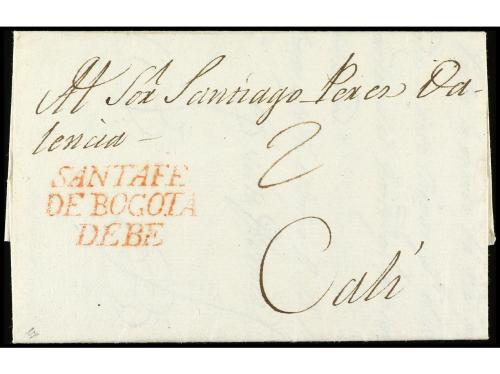 Al Sor Santiago Perez Va-
lencia—
2
SANTAFE
DE BOGOTA
DEBE
Cali